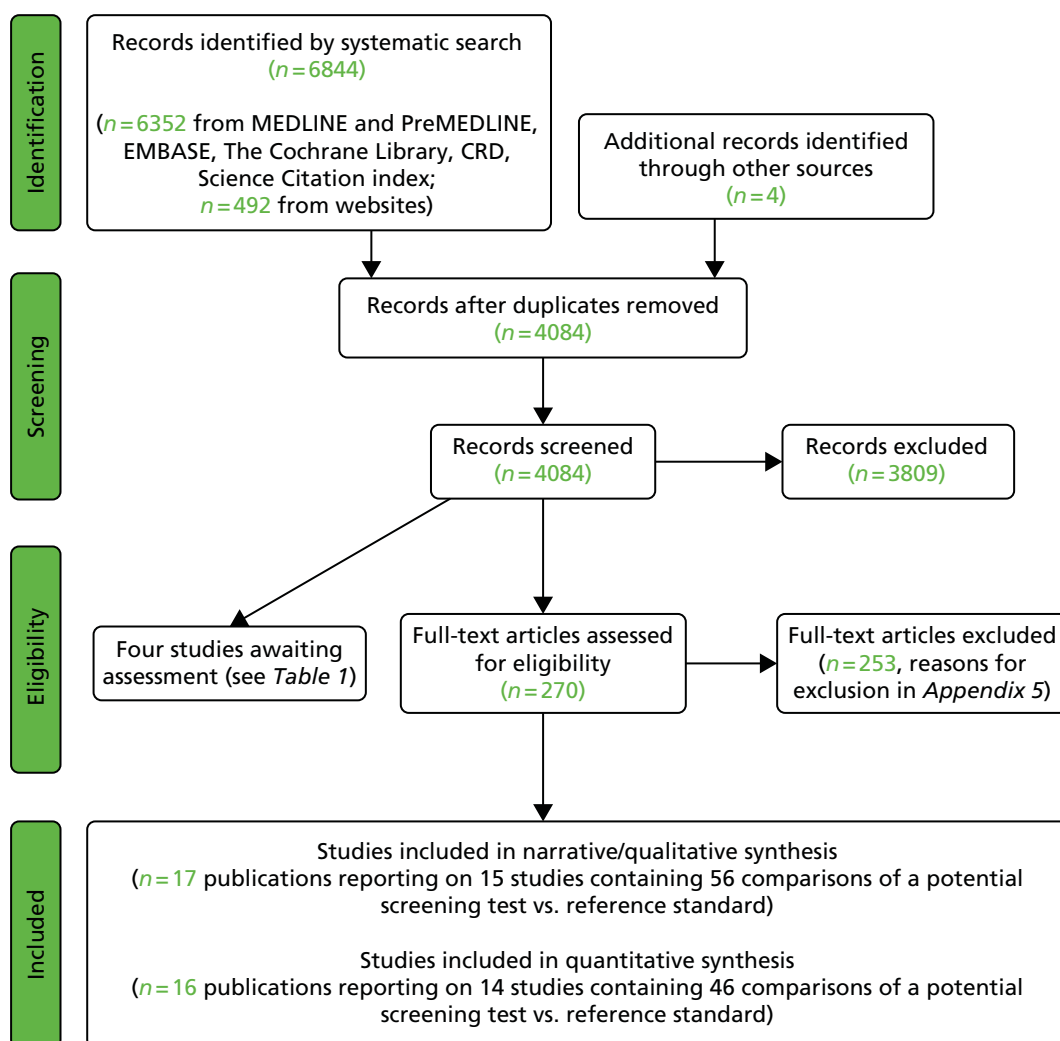 Identification
Records identified by systematic search
(n=6844)
(n=6352 from MEDLINE and PreMEDLINE,
EMBASE, The Cochrane Library, CRD,
Science Citation index;
n=492 from websites)
Additional records identified
through other sources
(n=4)
Screening
Records after duplicates removed
(n=4084)
Records screened
(n=4084)
Records excluded
(n=3809)
Eligibility
Four studies awaiting
assessment (see Table 1)
Full-text articles assessed
for eligibility
(n=270)
Full-text articles excluded
(n=253, reasons for
exclusion in Appendix 5)
Included
Studies included in narrative/qualitative synthesis
(n=17 publications reporting on 15 studies containing 56 comparisons of a potential
screening test vs. reference standard)
Studies included in quantitative synthesis
(n=16 publications reporting on 14 studies containing 46 comparisons of a potential
screening test vs. reference standard)